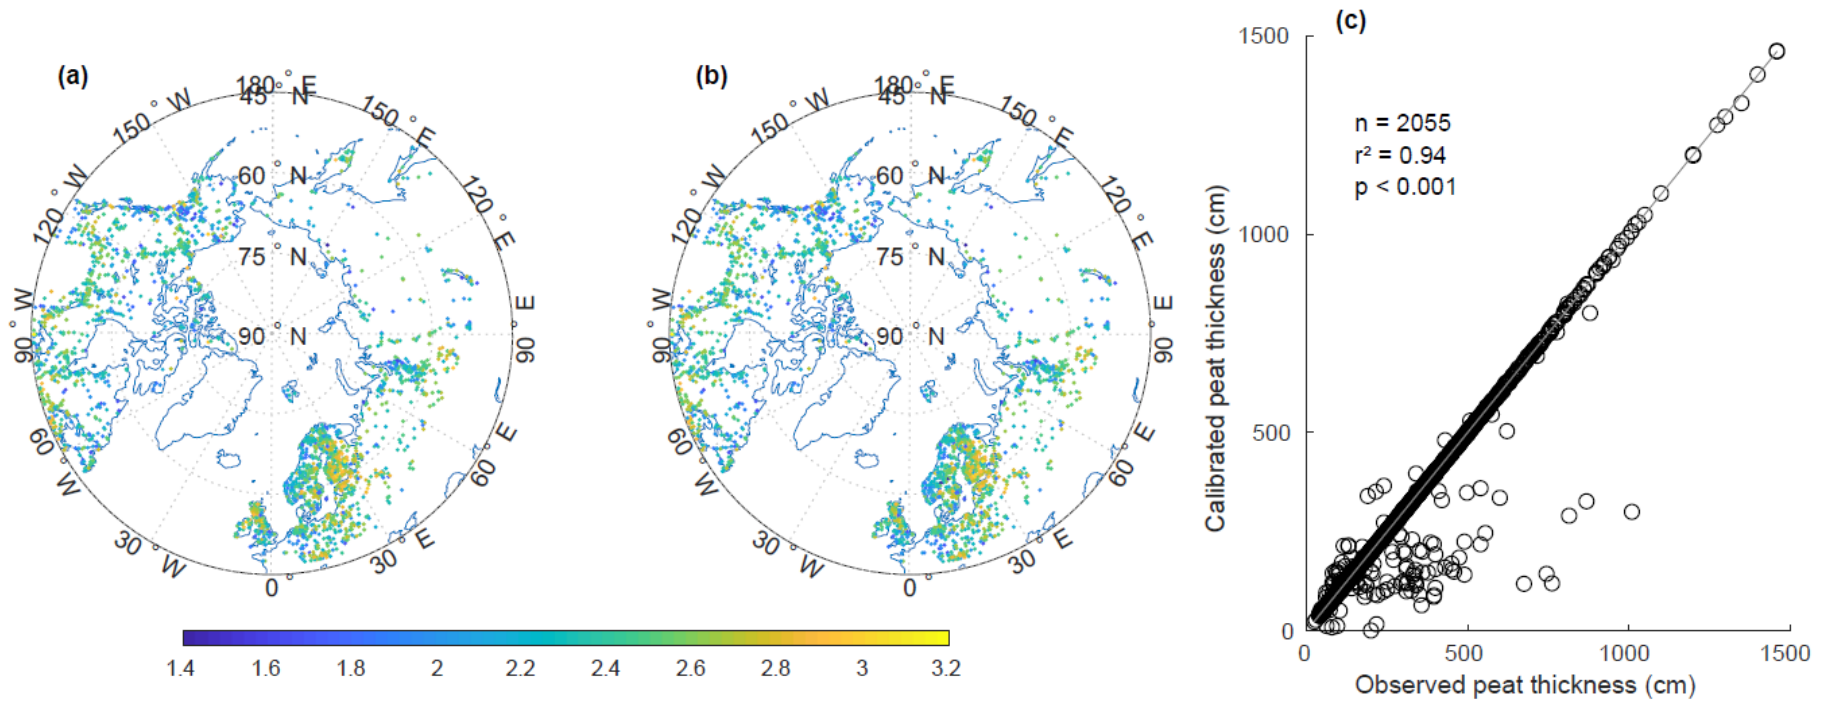 (a)
180° E
45° N
150° W
150° E
120° W
60° N
120° E
75° N
90° W
90° N
90° E
60° W
60° E
30° W
30° E
0°
(b)
180° E
45° N
150° W
150° E
120° W
60° N
120° E
75° N
90° W
90° N
90° E
60° W
60° E
30° W
30° E
0°
1.4 1.6 1.8 2 2.2 2.4 2.6 2.8 3 3.2
(c)
n = 2055
r² = 0.94
p < 0.001
Calibrated peat thickness (cm)
1500
1000
500
0
0 500 1000 1500
Observed peat thickness (cm)